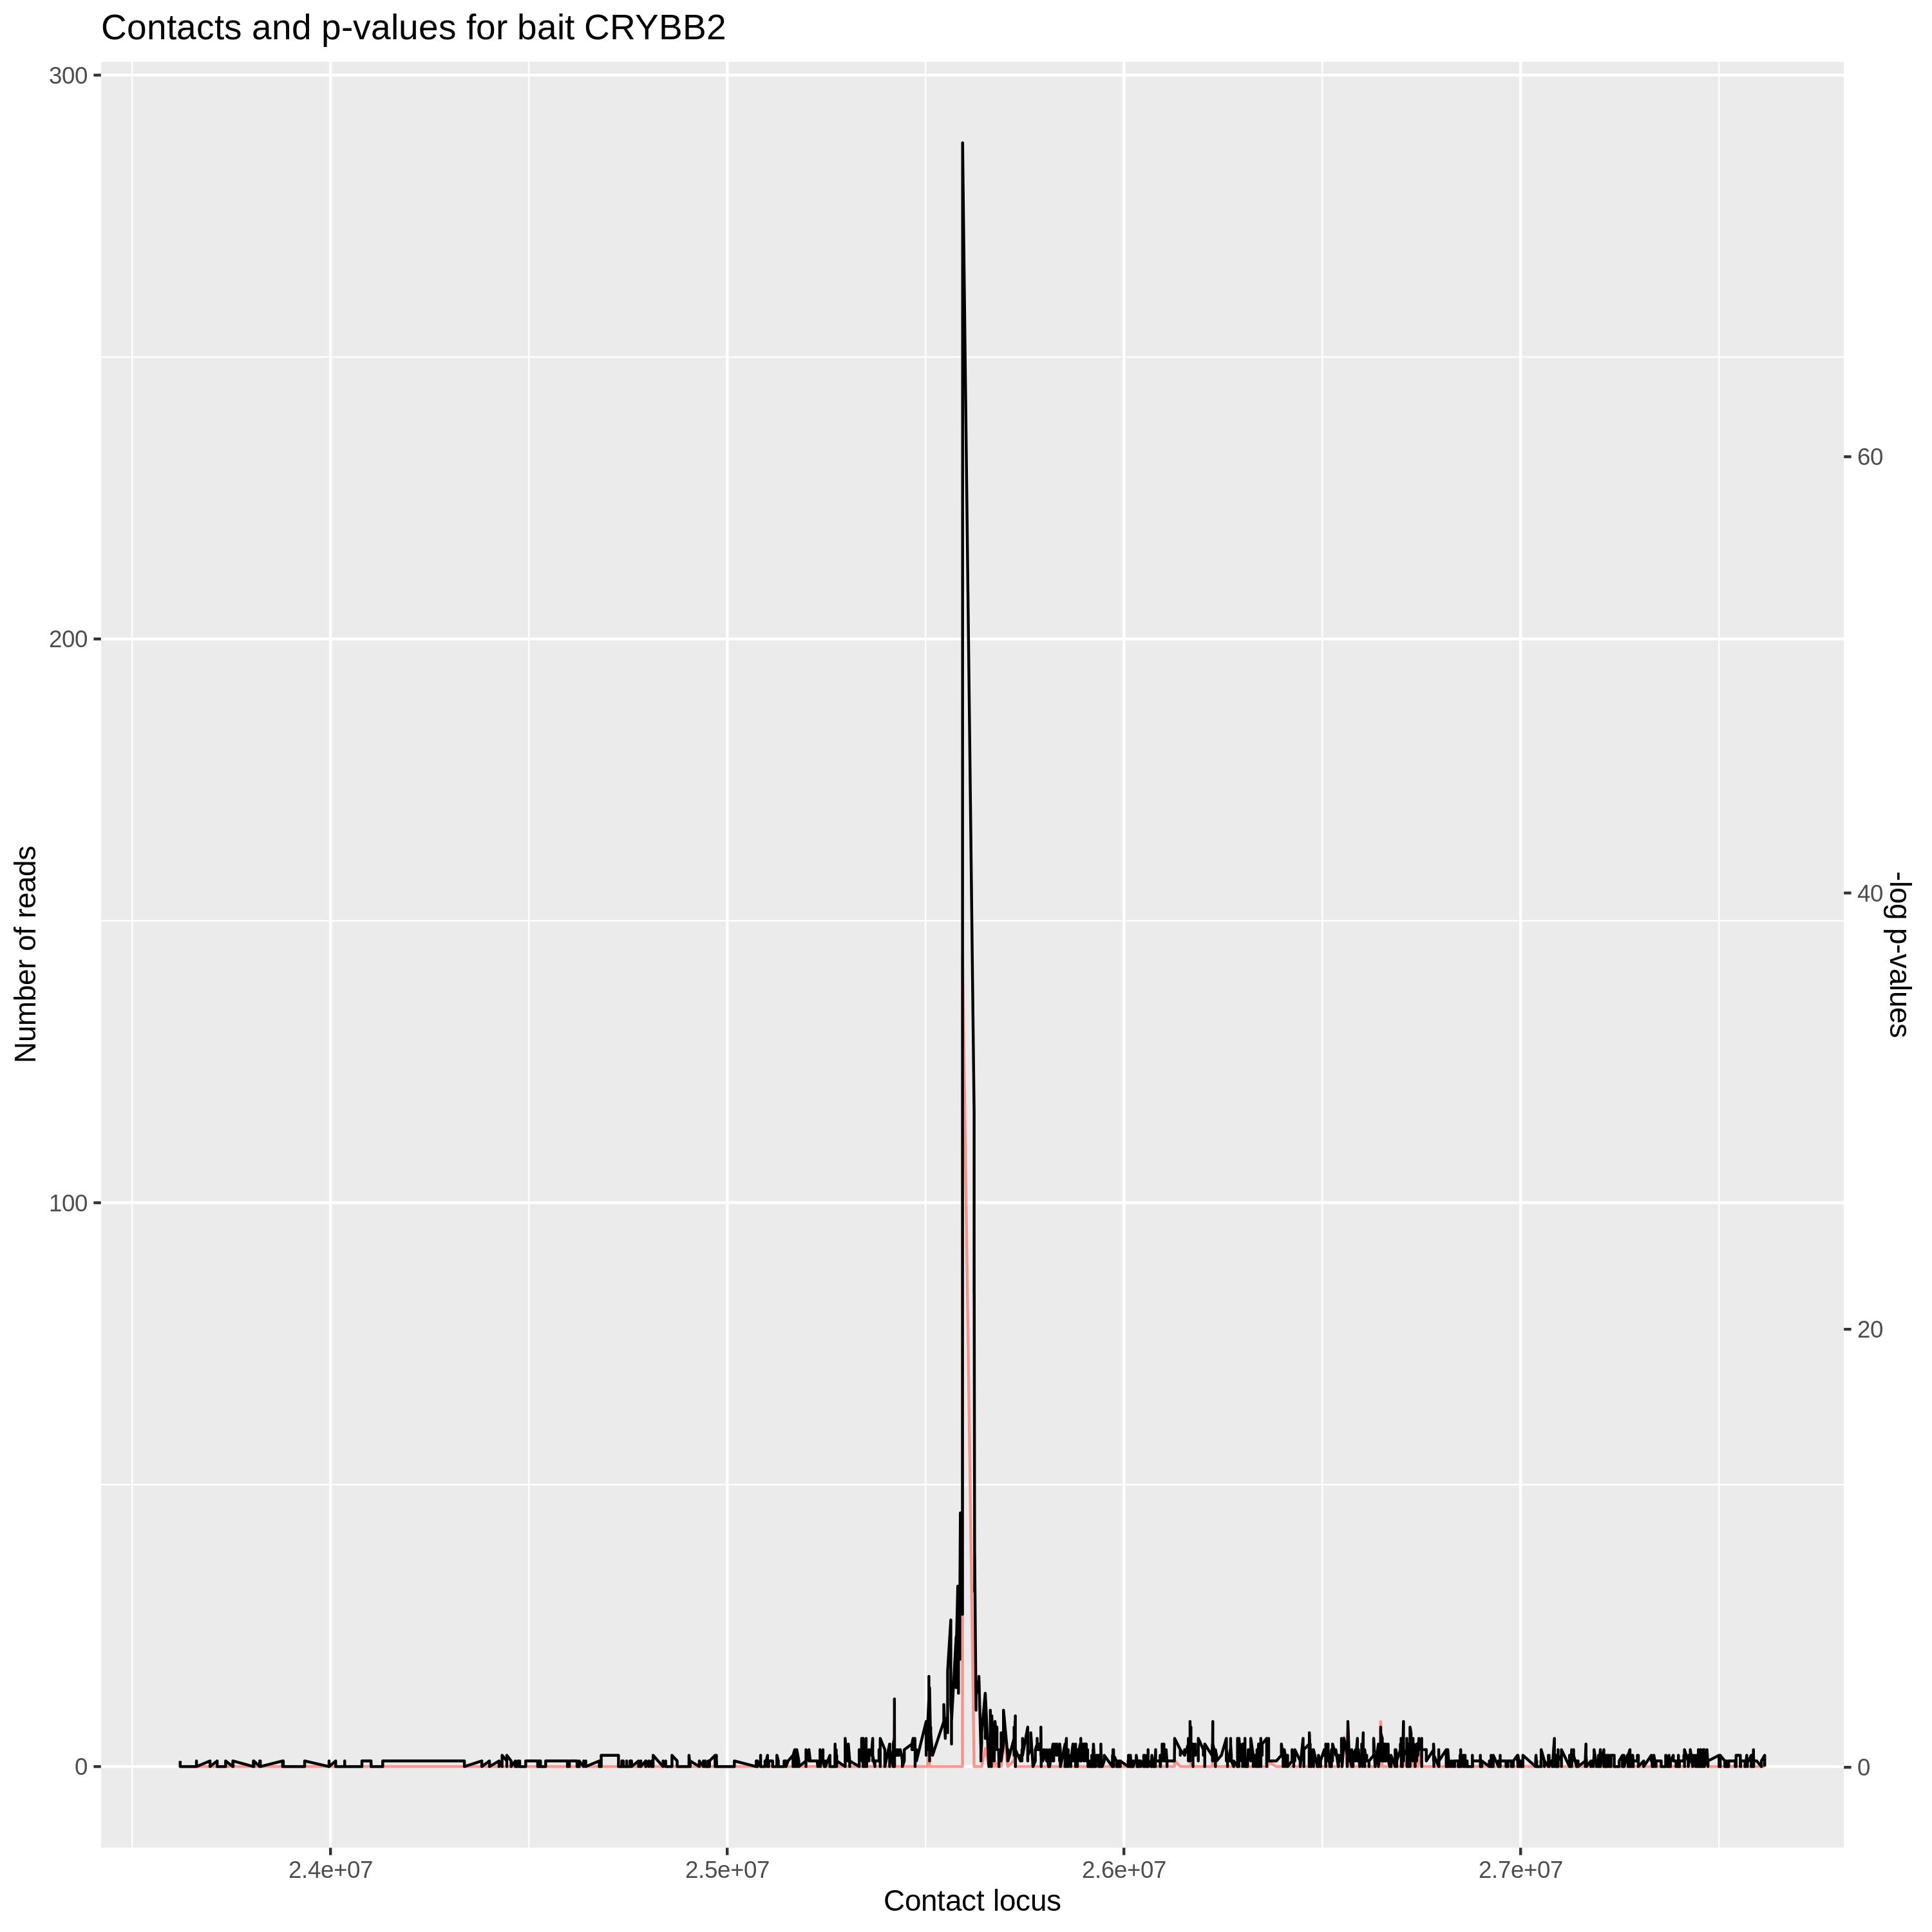 Contacts and p-values for bait CRYBB2
300
200
100
0
Number of reads
60
40
20
0
-log p-values
2.4e+07 2.5e+07 2.6e+07 2.7e+07
Contact locus